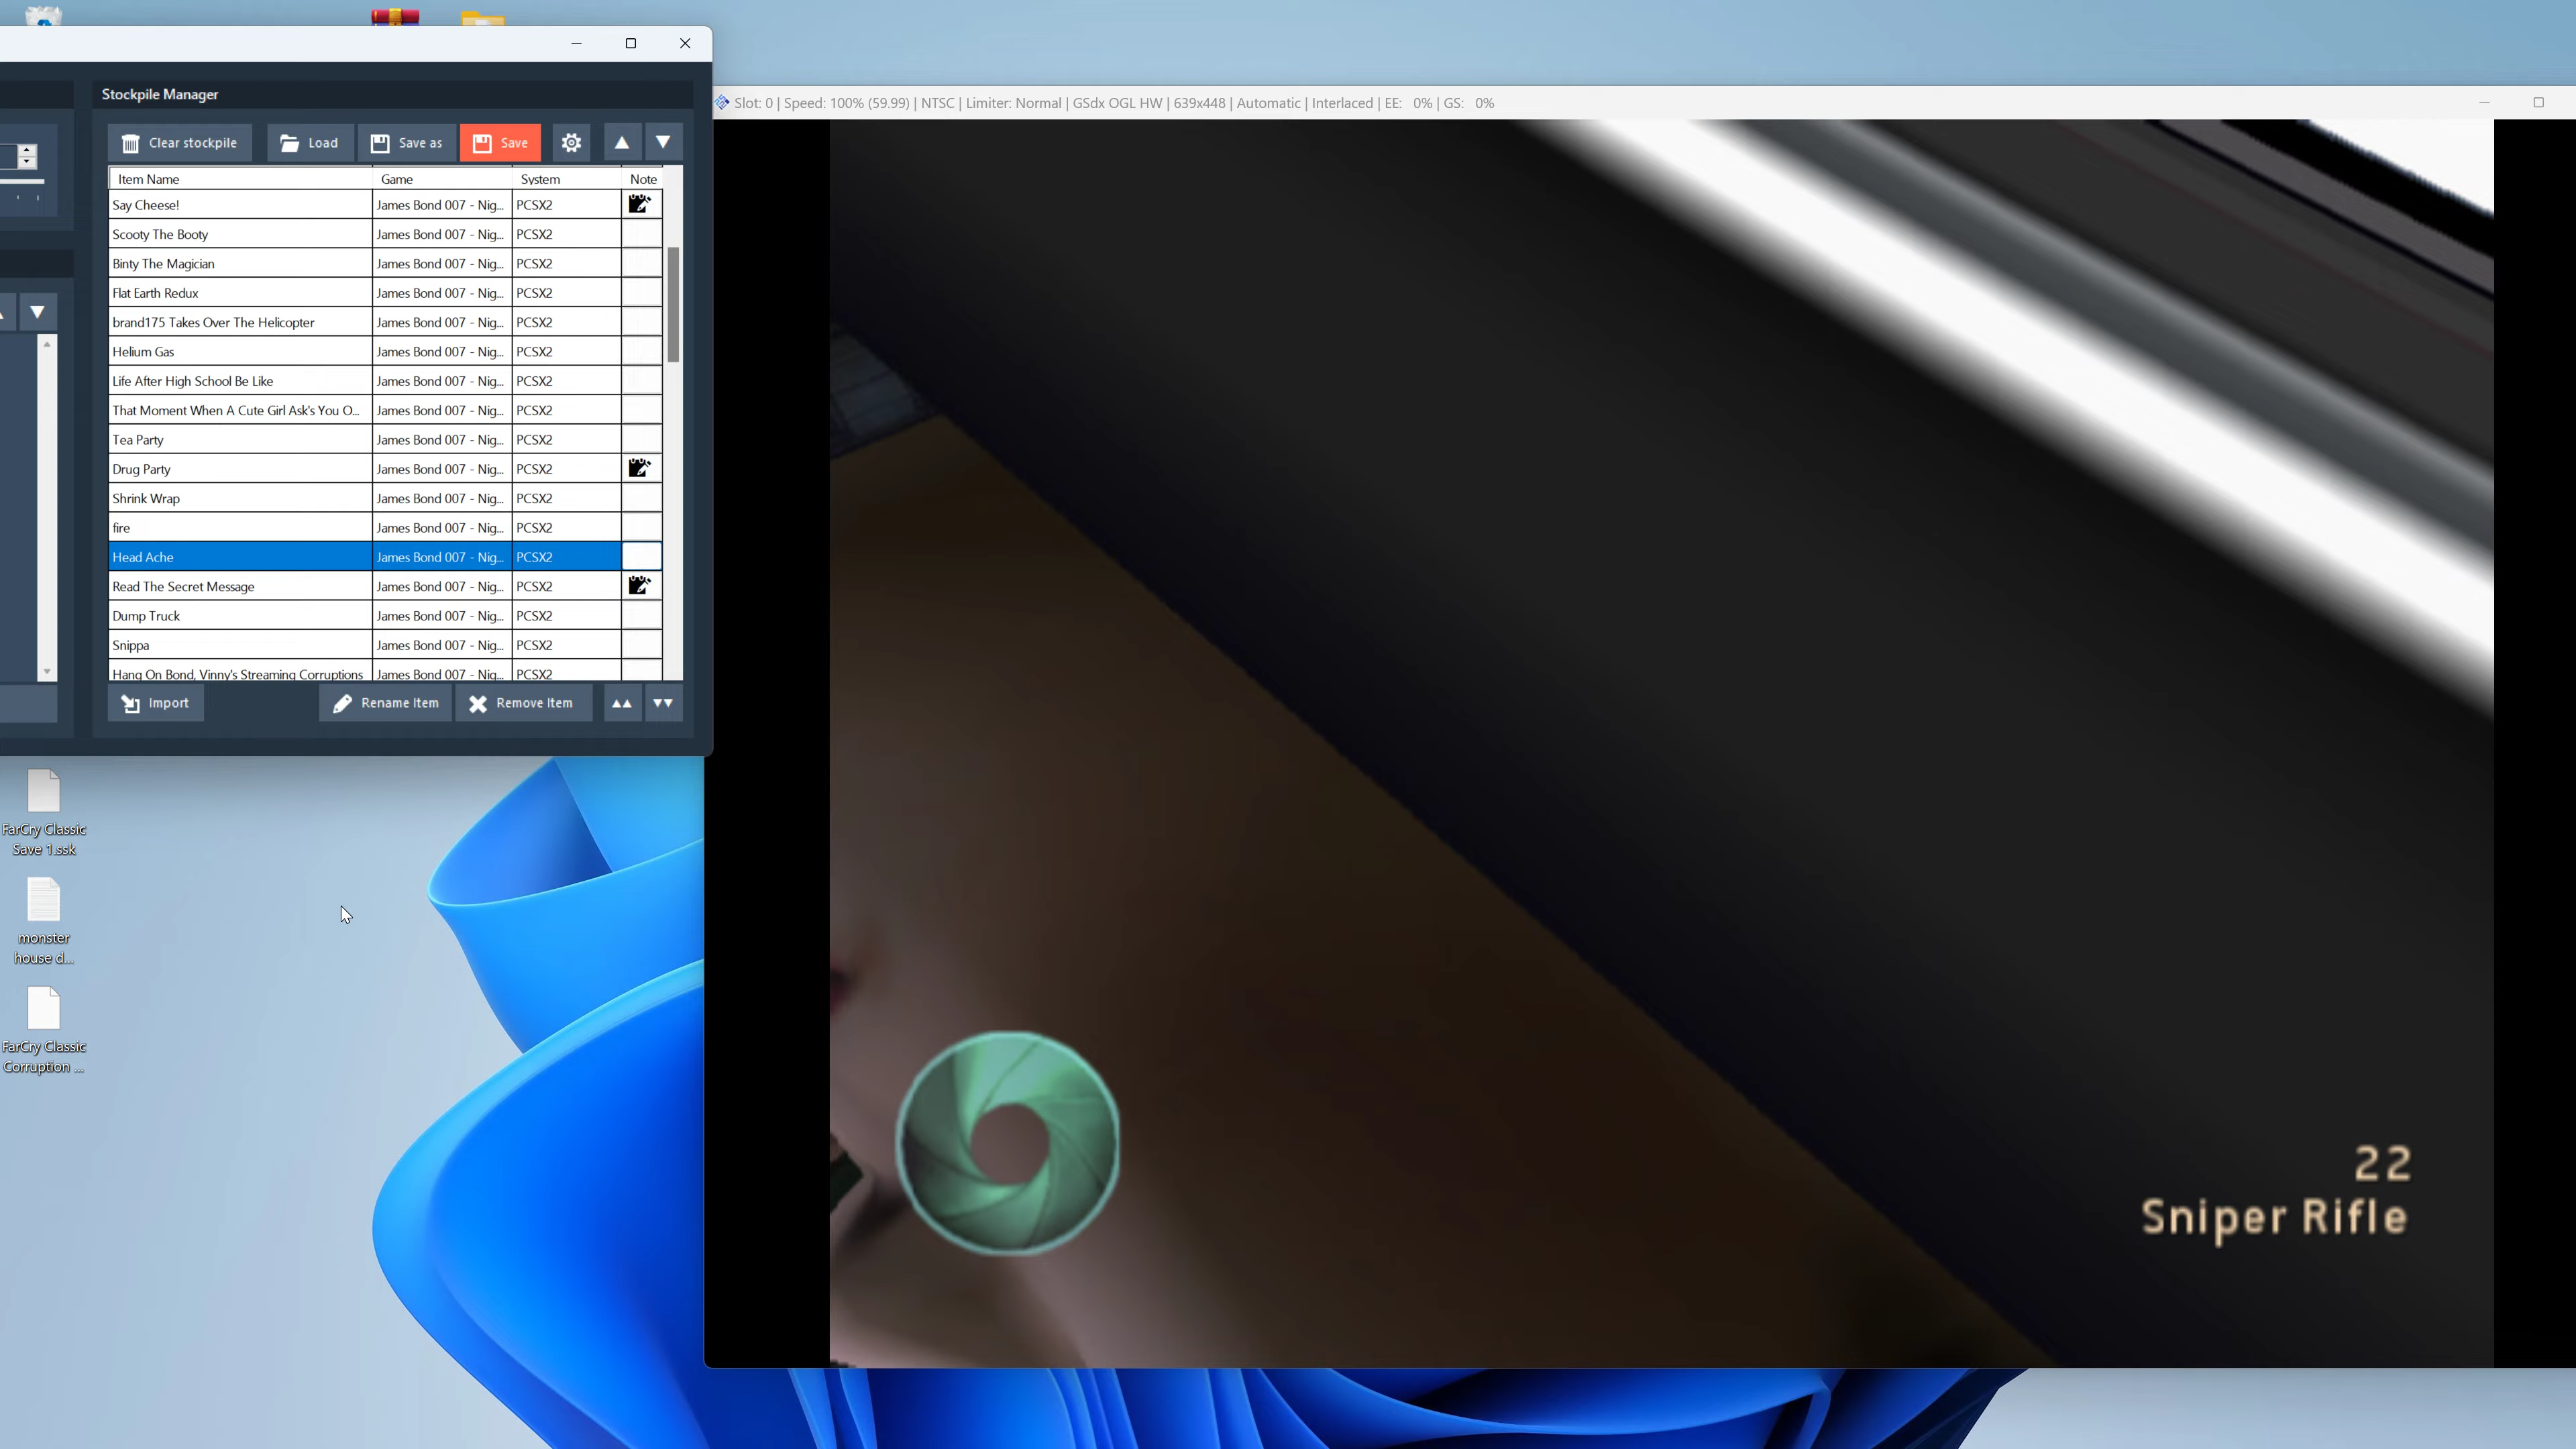 Stockpile Manager
Clear stockpile Load Save as Save
Item Name Game System Note
Say Cheese! James Bond 007 - Nig... PCSX2
Scooty The Booty James Bond 007 - Nig... PCSX2
Binty The Magician James Bond 007 - Nig... PCSX2
Flat Earth Redux James Bond 007 - Nig... PCSX2
brand175 Takes Over The Helicopter James Bond 007 - Nig... PCSX2
Helium Gas James Bond 007 - Nig... PCSX2
Life After High School Be Like James Bond 007 - Nig... PCSX2
That Moment When A Cute Girl Ask's You O... James Bond 007 - Nig... PCSX2
Tea Party James Bond 007 - Nig... PCSX2
Drug Party James Bond 007 - Nig... PCSX2
Shrink Wrap James Bond 007 - Nig... PCSX2
fire James Bond 007 - Nig... PCSX2
Head Ache James Bond 007 - Nig... PCSX2
Read The Secret Message James Bond 007 - Nig... PCSX2
Dump Truck James Bond 007 - Nig... PCSX2
Snippa James Bond 007 - Nig... PCSX2
Hang On Bond, Vinny's Streaming Corruptions James Bond 007 - Nig... PCSX2
Import Rename Item Remove Item
Slot: 0 | Speed: 100% (59.99) | NTSC | Limiter: Normal | GSdx OGL HW | 639x448 | Automatic | Interlaced | EE: 0% | GS: 0%
22
Sniper Rifle
FarCry Classic
Save 1.ssk
monster
house d...
FarCry Classic
Corruption ...